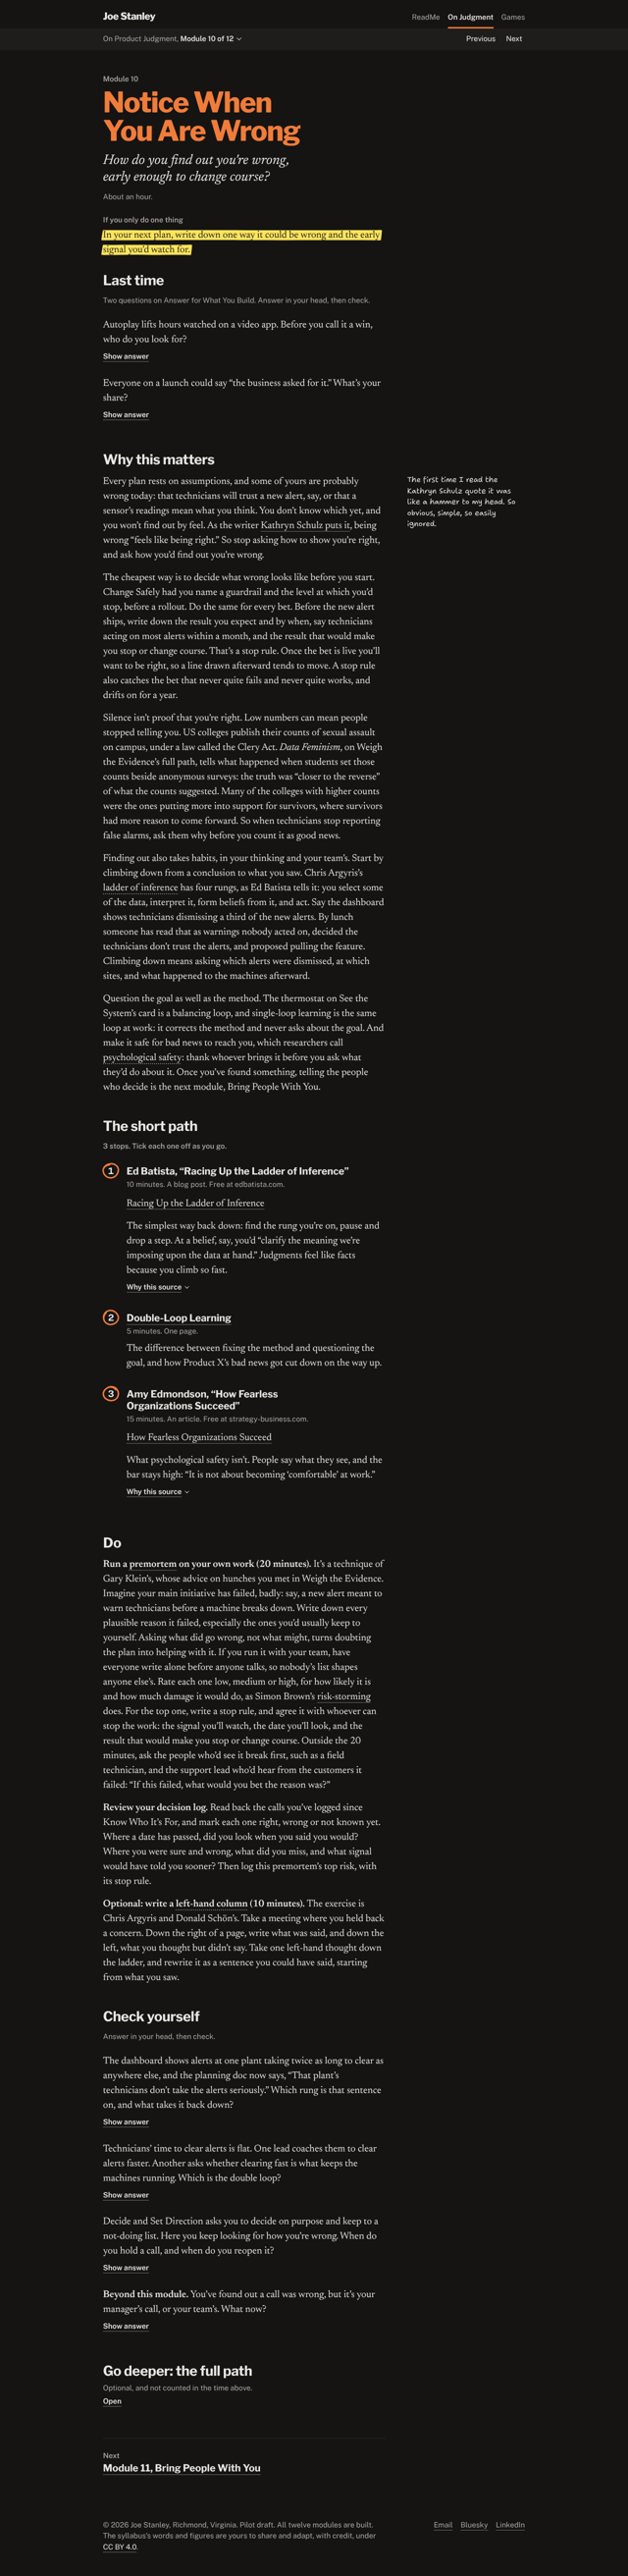 Joe Stanley
ReadMe On Judgment Games
On Product Judgment, Module 10 of 12
Previous Next
Module 10
Notice When
You Are Wrong
How do you find out you're wrong,
early enough to change course?
About an hour.
If you only do one thing
In your next plan, write down one way it could be wrong and the early
signal you'd watch for.
Last time
Two questions on Answer for What You Build. Answer in your head, then check.
Autoplay lifts hours watched on a video app. Before you call it a win,
who do you look for?
Show answer
Everyone on a launch could say “the business asked for it.” What's your
share?
Show answer
Why this matters
Every plan rests on assumptions, and some of yours are probably
wrong today: that technicians will trust a new alert, say, or that a
sensor's readings mean what you think. You don't know which yet, and
you won't find out by feel. As the writer Kathryn Schulz puts it, being
wrong “feels like being right.” So stop asking how to show you're right,
and ask how you'd find out you're wrong.
The first time I read the
Kathryn Schulz quote it was
like a hammer to my head. So
obvious, simple, so easily
ignored.
The cheapest way is to decide what wrong looks like before you start.
Change Safely had you name a guardrail and the level at which you'd
stop, before a rollout. Do the same for every bet. Before the new alert
ships, write down the result you expect and by when, say technicians
acting on most alerts within a month, and the result that would make
you stop or change course. That's a stop rule. Once the bet is live you'll
want to be right, so a line drawn afterward tends to move. A stop rule
also catches the bet that never quite fails and never quite works, and
drifts on for a year.
Silence isn't proof that you're right. Low numbers can mean people
stopped telling you. US colleges publish their counts of sexual assault
on campus, under a law called the Clery Act. Data Feminism, on Weigh
the Evidence's full path, tells what happened when students set those
counts beside anonymous surveys: the truth was “closer to the reverse”
of what the counts suggested. Many of the colleges with higher counts
were the ones putting more into support for survivors, where survivors
had more reason to come forward. So when technicians stop reporting
false alarms, ask them why before you count it as good news.
Finding out also takes habits, in your thinking and your team's. Start by
climbing down from a conclusion to what you saw. Chris Argyris's
ladder of inference has four rungs, as Ed Batista tells it: you select some
of the data, interpret it, form beliefs from it, and act. Say the dashboard
shows technicians dismissing a third of the new alerts. By lunch
someone has read that as warnings nobody acted on, decided the
technicians don't trust the alerts, and proposed pulling the feature.
Climbing down means asking which alerts were dismissed, at which
sites, and what happened to the machines afterward.
Question the goal as well as the method. The thermostat on See the
System's card is a balancing loop, and single-loop learning is the same
loop at work: it corrects the method and never asks about the goal. And
make it safe for bad news to reach you, which researchers call
psychological safety: thank whoever brings it before you ask what
they'd do about it. Once you've found something, telling the people
who decide is the next module, Bring People With You.
The short path
3 stops. Tick each one off as you go.
1 Ed Batista, “Racing Up the Ladder of Inference”
10 minutes. A blog post. Free at edbatista.com.
Racing Up the Ladder of Inference
The simplest way back down: find the rung you're on, pause and
drop a step. At a belief, say, you'd “clarify the meaning we're
imposing upon the data at hand.” Judgments feel like facts
because you climb so fast.
Why this source
2 Double-Loop Learning
5 minutes. One page.
The difference between fixing the method and questioning the
goal, and how Product X's bad news got cut down on the way up.
3 Amy Edmondson, “How Fearless
Organizations Succeed”
15 minutes. An article. Free at strategy-business.com.
How Fearless Organizations Succeed
What psychological safety isn't. People say what they see, and the
bar stays high: “It is not about becoming ‘comfortable’ at work.”
Why this source
Do
Run a premortem on your own work (20 minutes). It's a technique of
Gary Klein's, whose advice on hunches you met in Weigh the Evidence.
Imagine your main initiative has failed, badly: say, a new alert meant to
warn technicians before a machine breaks down. Write down every
plausible reason it failed, especially the ones you'd usually keep to
yourself. Asking what did go wrong, not what might, turns doubting
the plan into helping with it. If you run it with your team, have
everyone write alone before anyone talks, so nobody's list shapes
anyone else's. Rate each one low, medium or high, for how likely it is
and how much damage it would do, as Simon Brown's risk-storming
does. For the top one, write a stop rule, and agree it with whoever can
stop the work: the signal you'll watch, the date you'll look, and the
result that would make you stop or change course. Outside the 20
minutes, ask the people who'd see it break first, such as a field
technician, and the support lead who'd hear from the customers it
failed: “If this failed, what would you bet the reason was?”
Review your decision log. Read back the calls you've logged since
Know Who It's For, and mark each one right, wrong or not known yet.
Where a date has passed, did you look when you said you would?
Where you were sure and wrong, what did you miss, and what signal
would have told you sooner? Then log this premortem's top risk, with
its stop rule.
Optional: write a left-hand column (10 minutes). The exercise is
Chris Argyris and Donald Schön's. Take a meeting where you held back
a concern. Down the right of a page, write what was said, and down the
left, what you thought but didn't say. Take one left-hand thought down
the ladder, and rewrite it as a sentence you could have said, starting
from what you saw.
Check yourself
Answer in your head, then check.
The dashboard shows alerts at one plant taking twice as long to clear as
anywhere else, and the planning doc now says, “That plant's
technicians don't take the alerts seriously.” Which rung is that sentence
on, and what takes it back down?
Show answer
Technicians' time to clear alerts is flat. One lead coaches them to clear
alerts faster. Another asks whether clearing fast is what keeps the
machines running. Which is the double loop?
Show answer
Decide and Set Direction asks you to decide on purpose and keep to a
not-doing list. Here you keep looking for how you're wrong. When do
you hold a call, and when do you reopen it?
Show answer
Beyond this module. You've found out a call was wrong, but it's your
manager's call, or your team's. What now?
Show answer
Go deeper: the full path
Optional, and not counted in the time above.
Open
Next
Module 11, Bring People With You
© 2026 Joe Stanley, Richmond, Virginia. Pilot draft. All twelve modules are built.
The syllabus's words and figures are yours to share and adapt, with credit, under
CC BY 4.0.
Email Bluesky LinkedIn